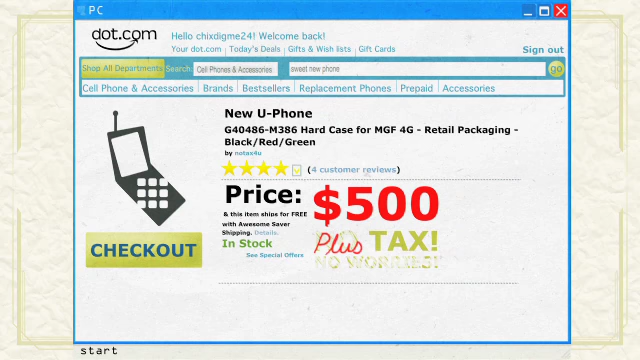 PC
dot.com
Hello chixdigme24! Welcome back!
Your dot.com | Today's Deals | Gifts & Wish lists | Gift Cards
Sign out
Shop All Departments
Search:
Cell Phones & Accessories
sweet new phone
go
Cell Phone & Accessories | Brands | Bestsellers | Replacement Phones | Prepaid | Accessories
New U-Phone
G40486-M386 Hard Case for MGF 4G - Retail Packaging -
Black/Red/Green
by notax4u
(4 customer reviews)
Price: $500
& this item ships for FREE
with Awesome Saver
Shipping. Details.
In Stock
See Special Offers
Plus TAX!
NO WORRIES!
CHECKOUT
start